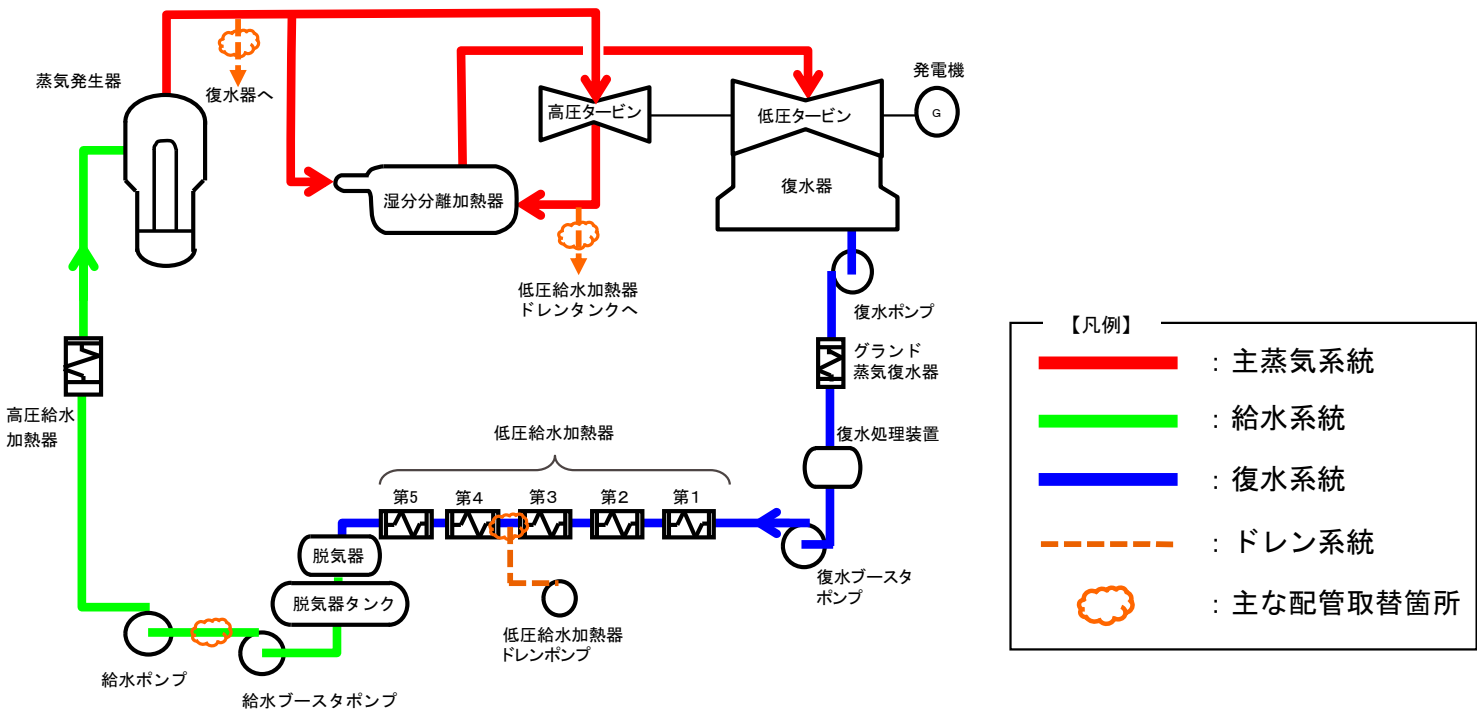 蒸気発生器
復水器へ
高圧タービン
低圧タービン
発電機
G
湿分分離加熱器
復水器
低圧給水加熱器
ドレンタンクへ
復水ポンプ
グランド
蒸気復水器
復水処理装置
高圧給水
加熱器
低圧給水加熱器
第5
第4
第3
第2
第1
脱気器
脱気器タンク
復水ブースタ
ポンプ
低圧給水加熱器
ドレンポンプ
給水ポンプ
給水ブースタポンプ
【凡例】
：主蒸気系統
：給水系統
：復水系統
：ドレン系統
：主な配管取替箇所